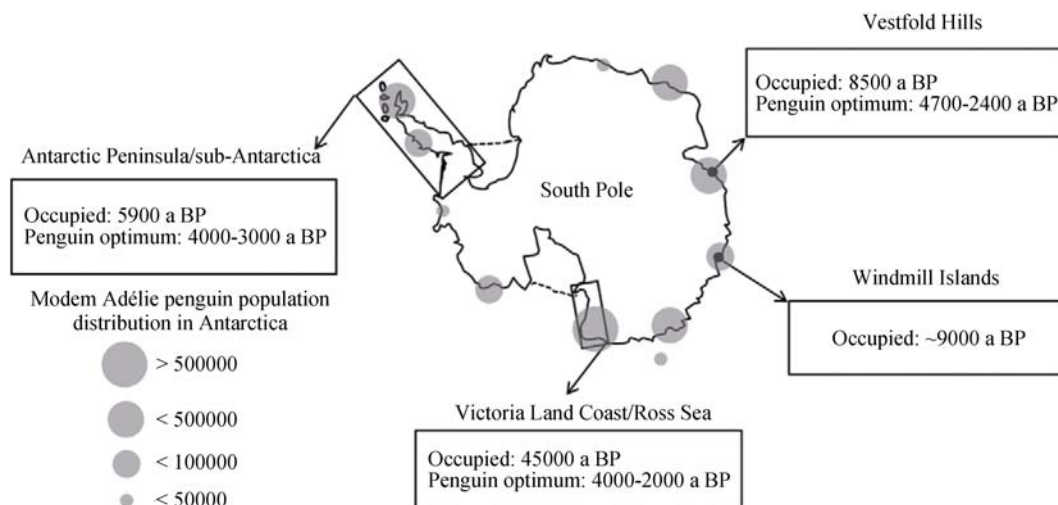 Vestfold Hills
Occupied: 8500 a BP
Penguin optimum: 4700-2400 a BP
Antarctic Peninsula/sub-Antarctica
Occupied: 5900 a BP
Penguin optimum: 4000-3000 a BP
South Pole
Windmill Islands
Occupied: ~9000 a BP
Modem Adélie penguin population
distribution in Antarctica
> 500000
< 500000
< 100000
< 50000
Victoria Land Coast/Ross Sea
Occupied: 45000 a BP
Penguin optimum: 4000-2000 a BP